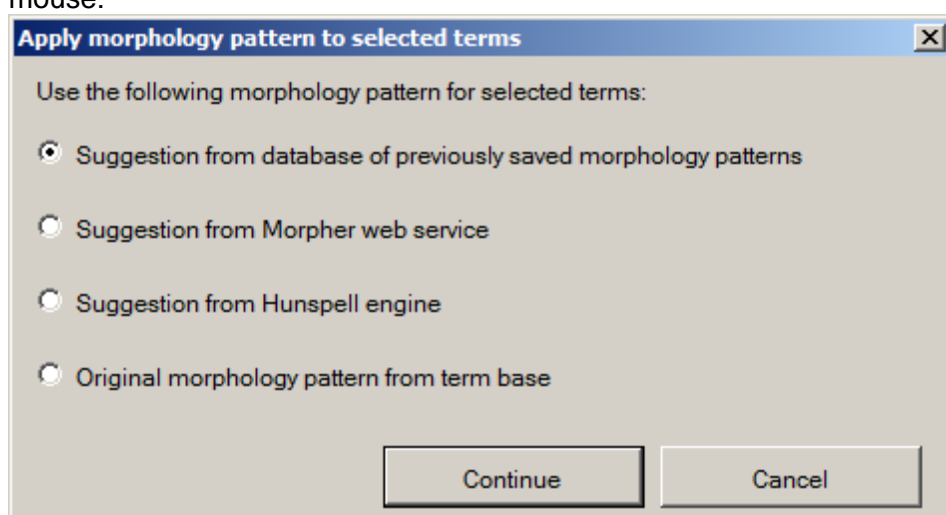 mouse.
Apply morphology pattern to selected terms
Use the following morphology pattern for selected terms:
Suggestion from database of previously saved morphology patterns
Suggestion from Morpher web service
Suggestion from Hunspell engine
Original morphology pattern from term base
Continue Cancel